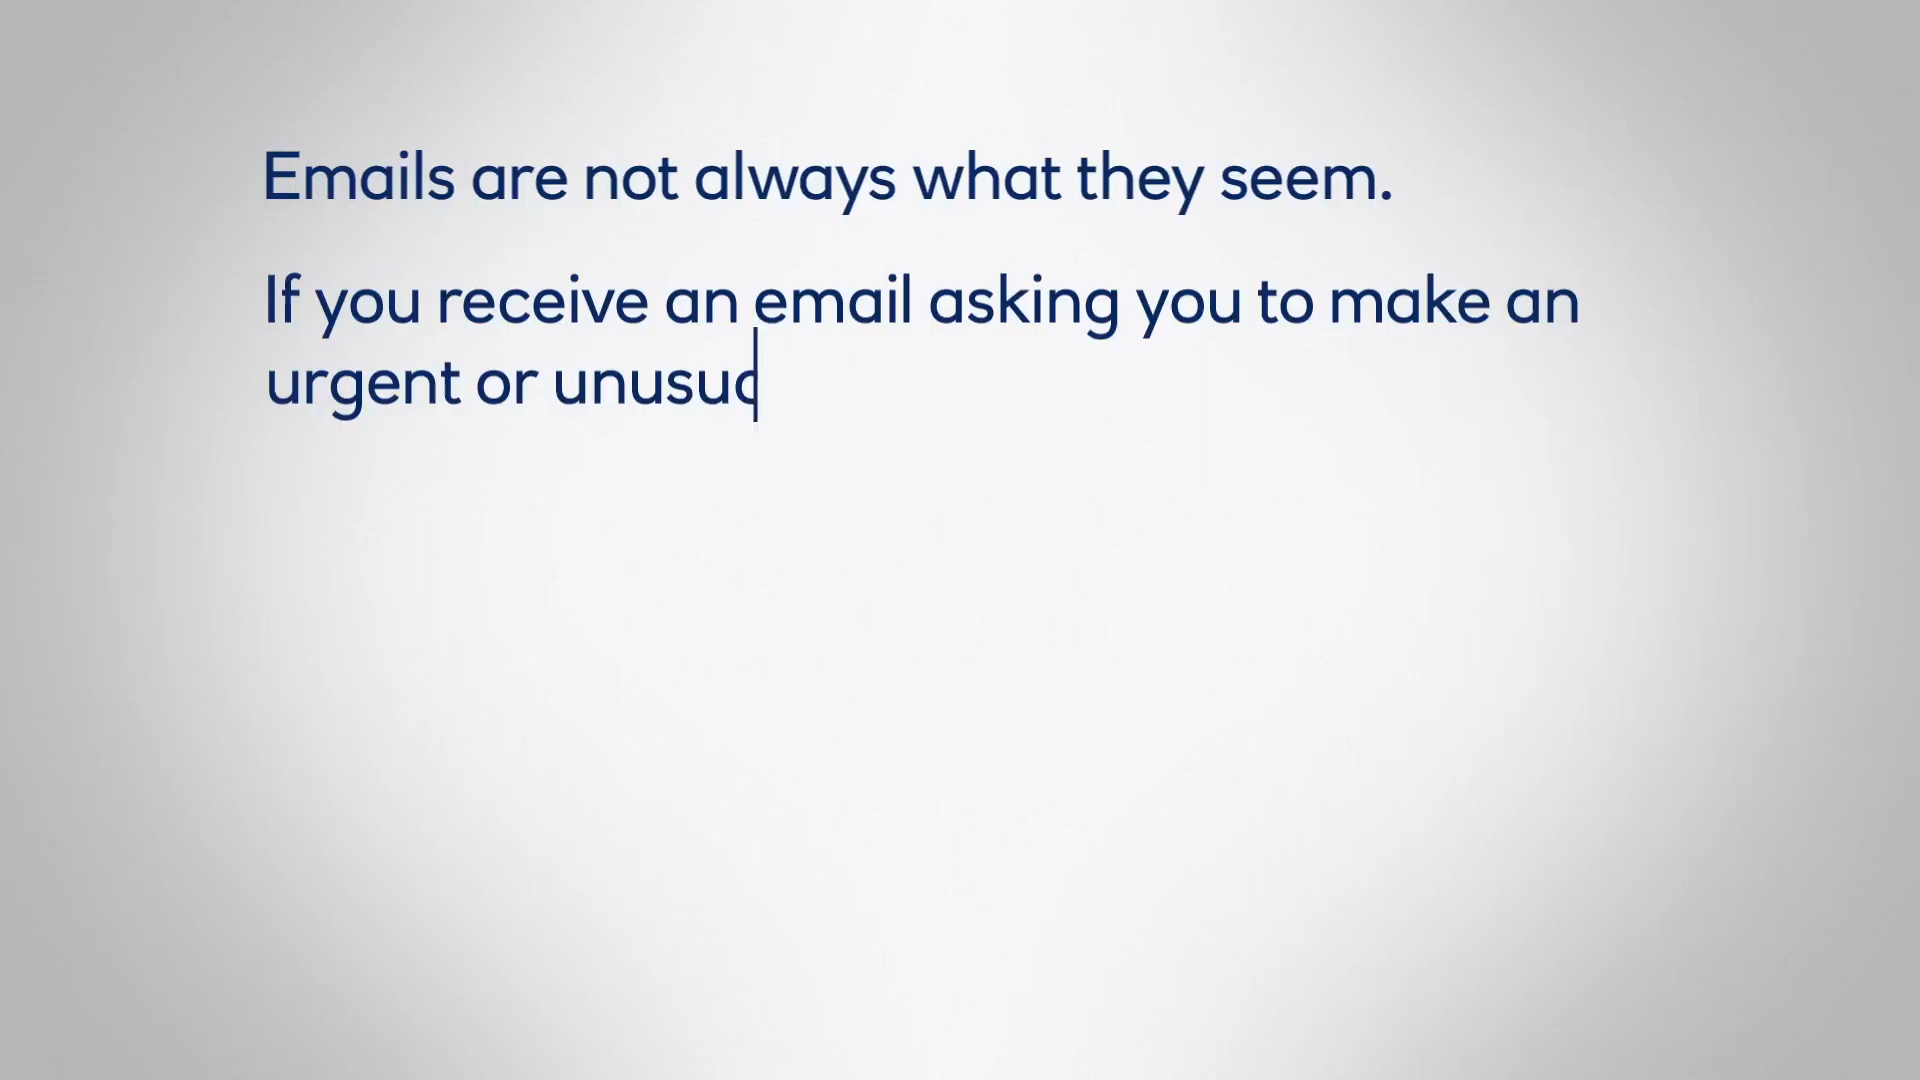 Emails are not always what they seem.
If you receive an email asking you to make an
urgent or